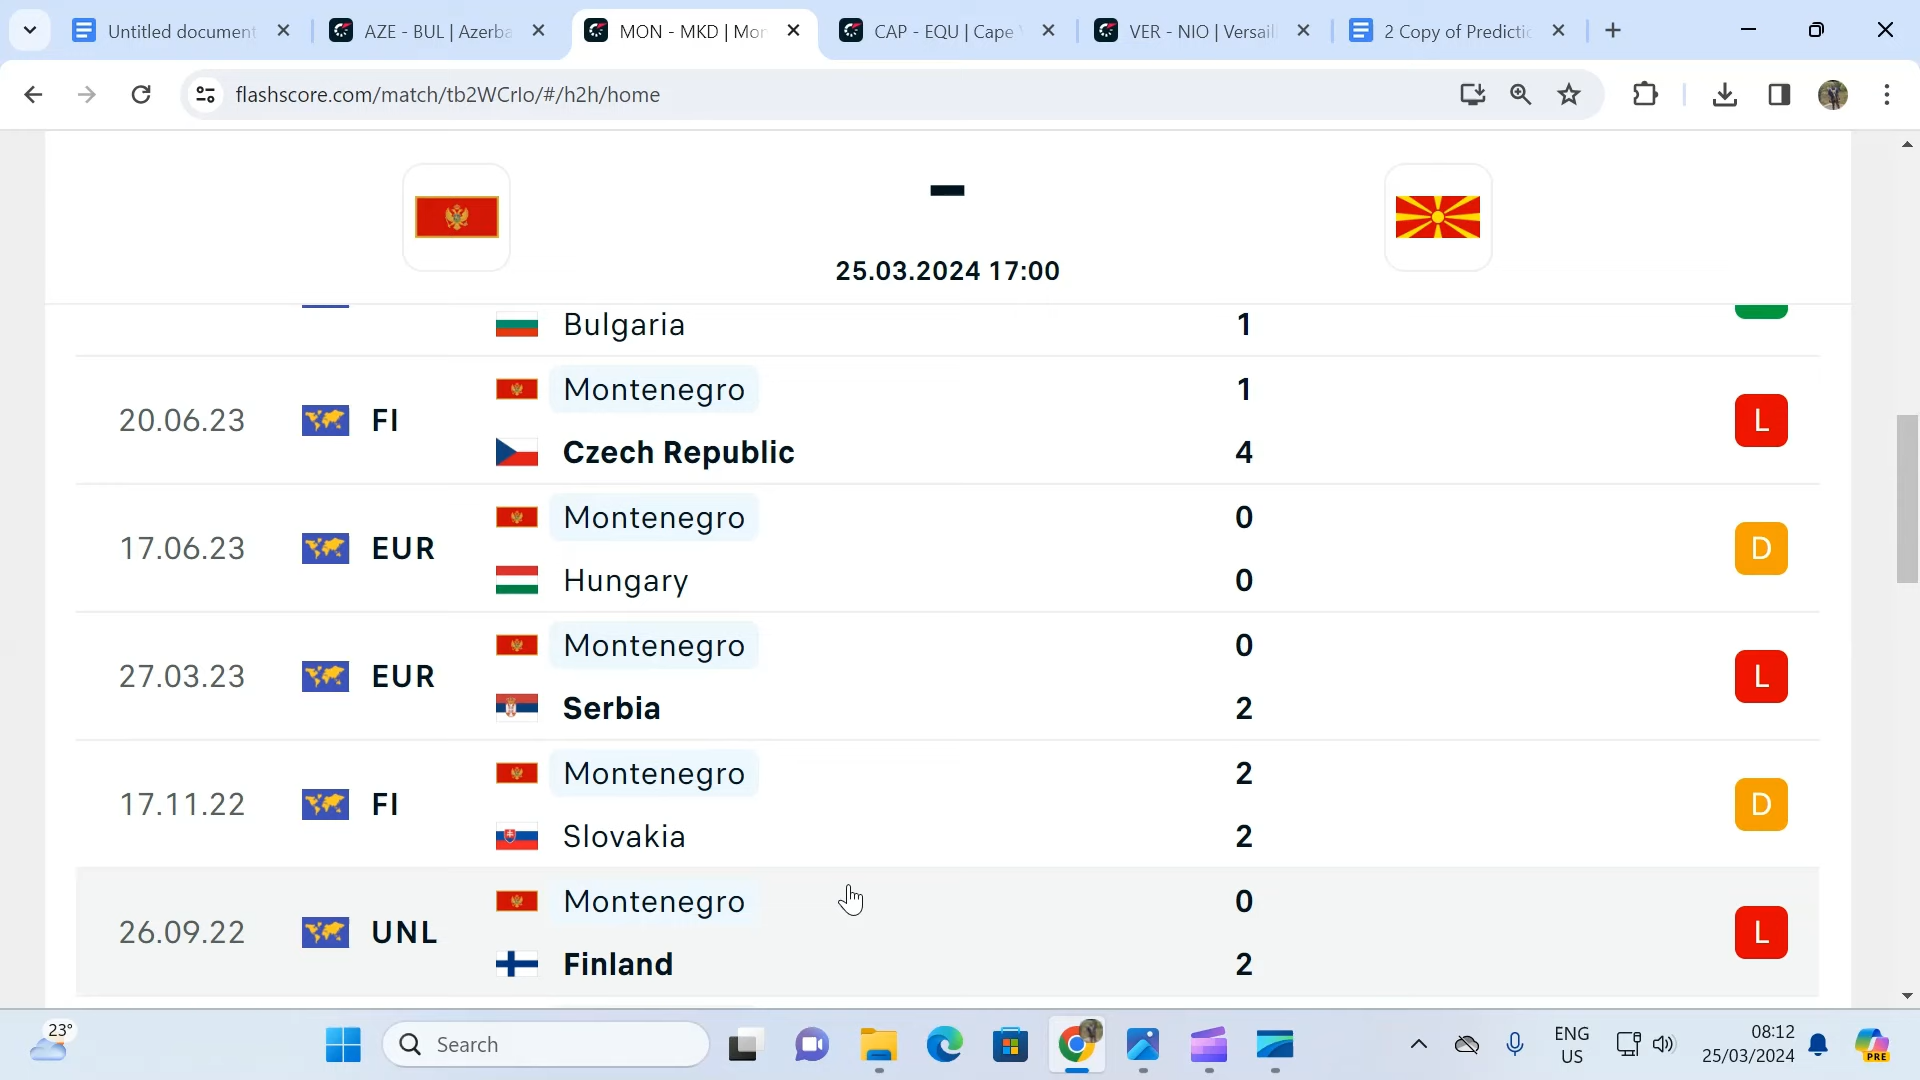 Untitled document
AZE - BUL | Azerba
MON - MKD | Mor
CAP - EQU | Cape
VER - NIO | Versail
2 Copy of Predictio
flashscore.com/match/tb2WCrlo/#/h2h/home
-
25.03.2024 17:00
Bulgaria 1
Montenegro 1
20.06.23 FI L
Czech Republic 4
Montenegro 0
17.06.23 EUR D
Hungary 0
Montenegro 0
27.03.23 EUR L
Serbia 2
Montenegro 2
17.11.22 FI D
Slovakia 2
Montenegro 0
26.09.22 UNL L
Finland 2
23°
Search
ENG
US
08:12
25/03/2024
PRE